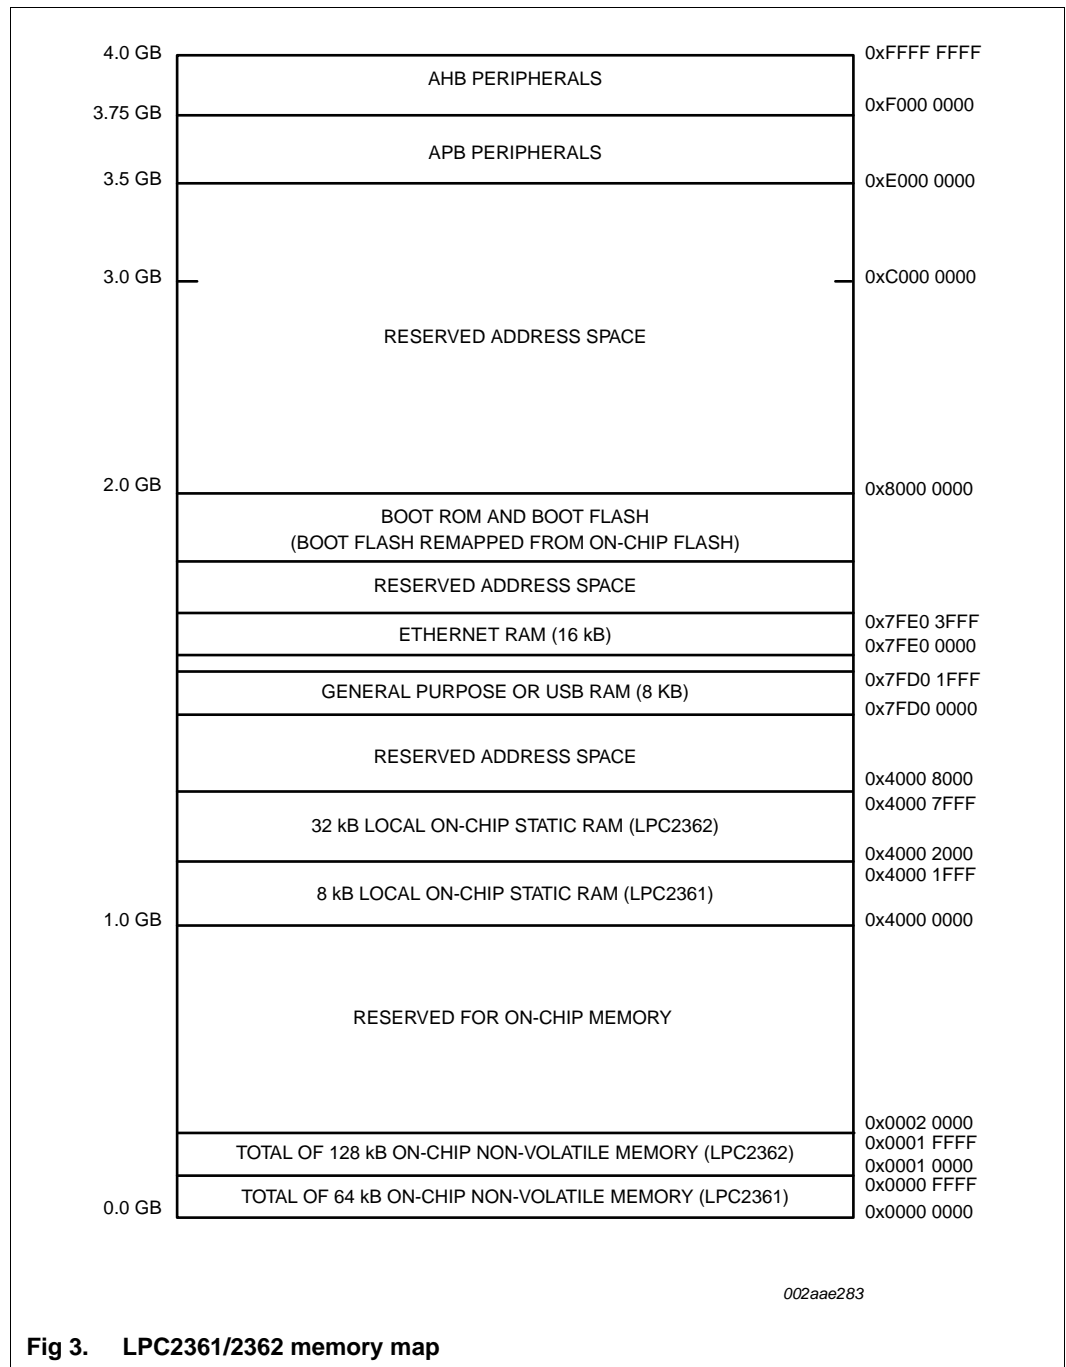 4.0 GB
0xFFFF FFFF
AHB PERIPHERALS
3.75 GB
0xF000 0000
APB PERIPHERALS
3.5 GB
0xE000 0000
3.0 GB
0xC000 0000
RESERVED ADDRESS SPACE
2.0 GB
0x8000 0000
BOOT ROM AND BOOT FLASH
(BOOT FLASH REMAPPED FROM ON-CHIP FLASH)
RESERVED ADDRESS SPACE
0x7FE0 3FFF
ETHERNET RAM (16 kB)
0x7FE0 0000
0x7FD0 1FFF
GENERAL PURPOSE OR USB RAM (8 KB)
0x7FD0 0000
RESERVED ADDRESS SPACE
0x4000 8000
0x4000 7FFF
32 kB LOCAL ON-CHIP STATIC RAM (LPC2362)
0x4000 2000
0x4000 1FFF
8 kB LOCAL ON-CHIP STATIC RAM (LPC2361)
1.0 GB
0x4000 0000
RESERVED FOR ON-CHIP MEMORY
0x0002 0000
0x0001 FFFF
TOTAL OF 128 kB ON-CHIP NON-VOLATILE MEMORY (LPC2362)
0x0001 0000
0x0000 FFFF
TOTAL OF 64 kB ON-CHIP NON-VOLATILE MEMORY (LPC2361)
0.0 GB
0x0000 0000
002aae283
Fig 3. LPC2361/2362 memory map